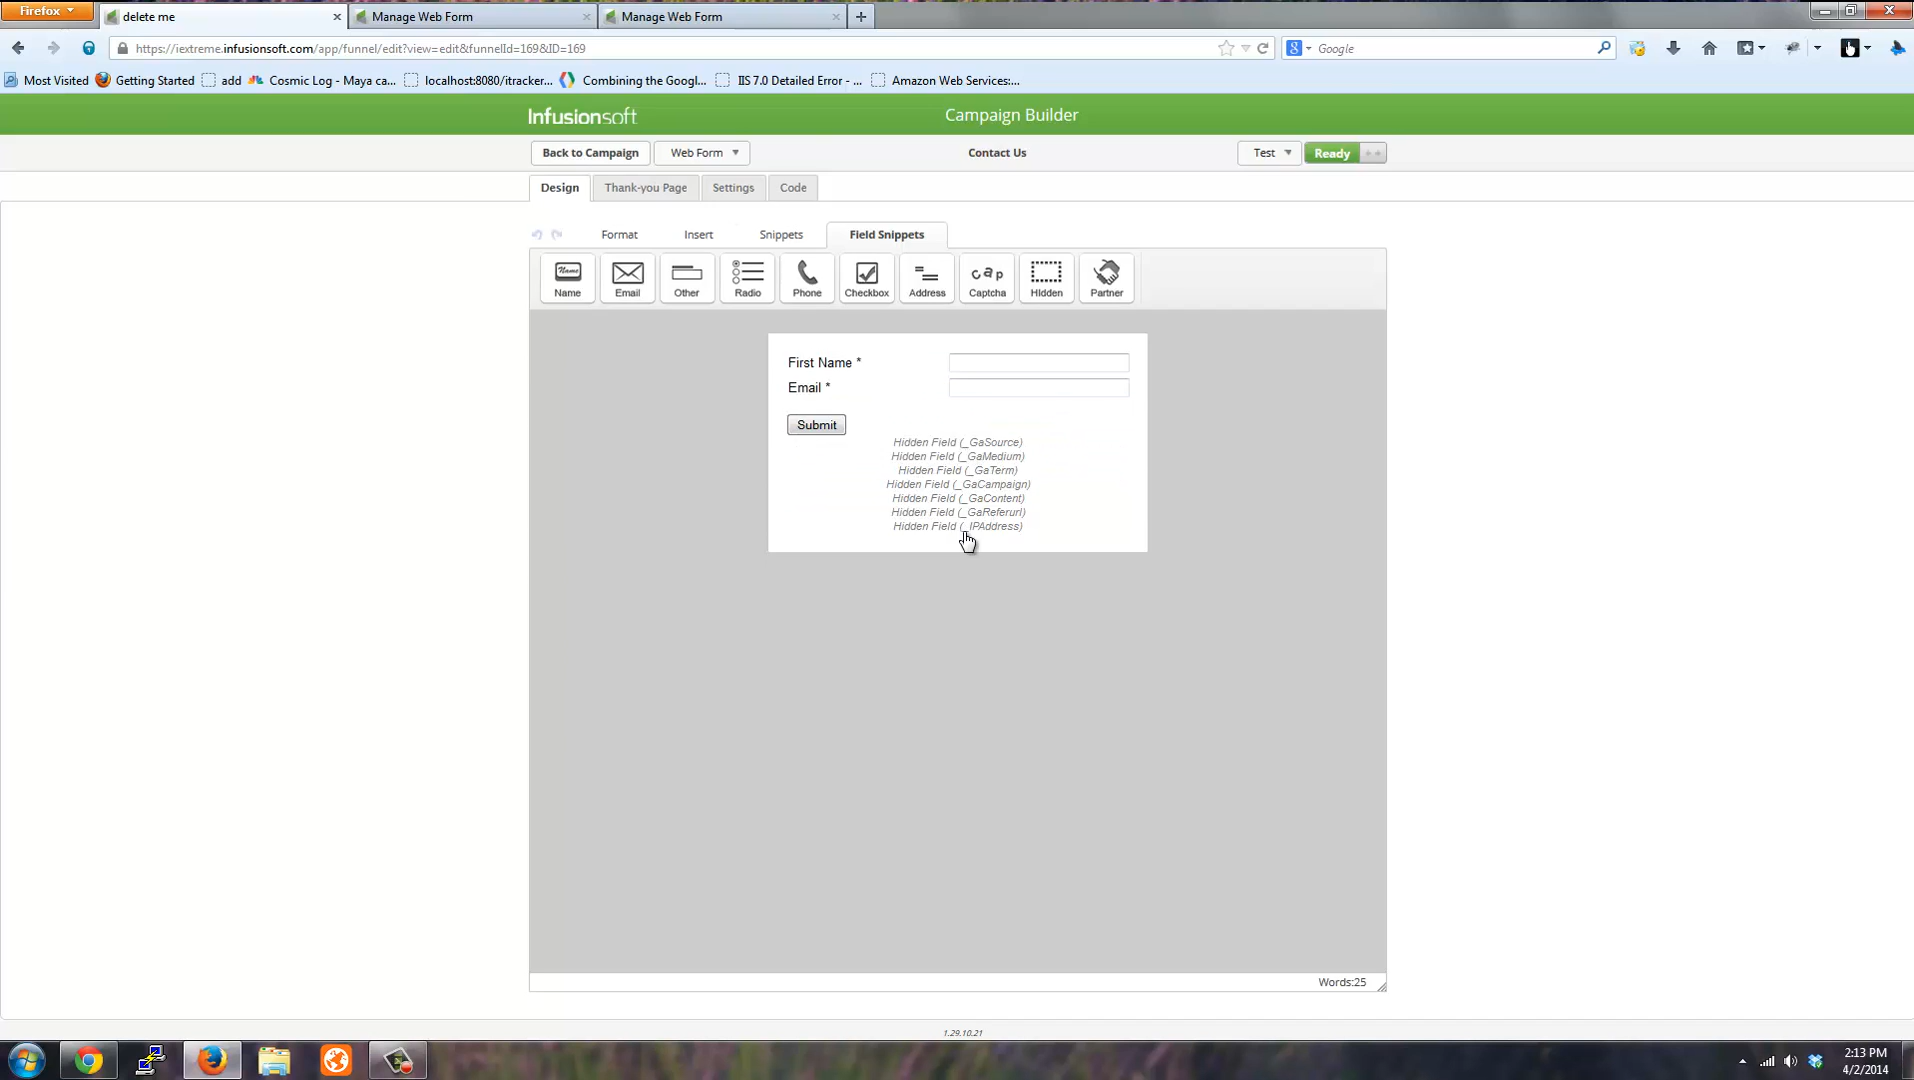 Firefox
delete me
Manage Web Form
Manage Web Form
https://iextreme.infusionsoft.com/app/funnel/edit?view=edit&funnelId=169&ID=169
Google
Most Visited
Getting Started
add
Cosmic Log - Maya ca...
localhost:8080/itracker...
Combining the Googl...
IIS 7.0 Detailed Error - ...
Amazon Web Services:...
Infusionsoft
Campaign Builder
Back to Campaign
Web Form
Contact Us
Test
Ready
Design
Thank-you Page
Settings
Code
Format
Insert
Snippets
Field Snippets
Name
Name
Email
Other
Radio
Phone
Checkbox
Address
cap
Captcha
Hidden
Partner
First Name *
Email *
Submit
Hidden Field (_GaSource)
Hidden Field (_GaMedium)
Hidden Field (_GaTerm)
Hidden Field (_GaCampaign)
Hidden Field (_GaContent)
Hidden Field (_GaReferurl)
Hidden Field (_IPAddress)
Words:25
1.29.10.21
2:13 PM
4/2/2014